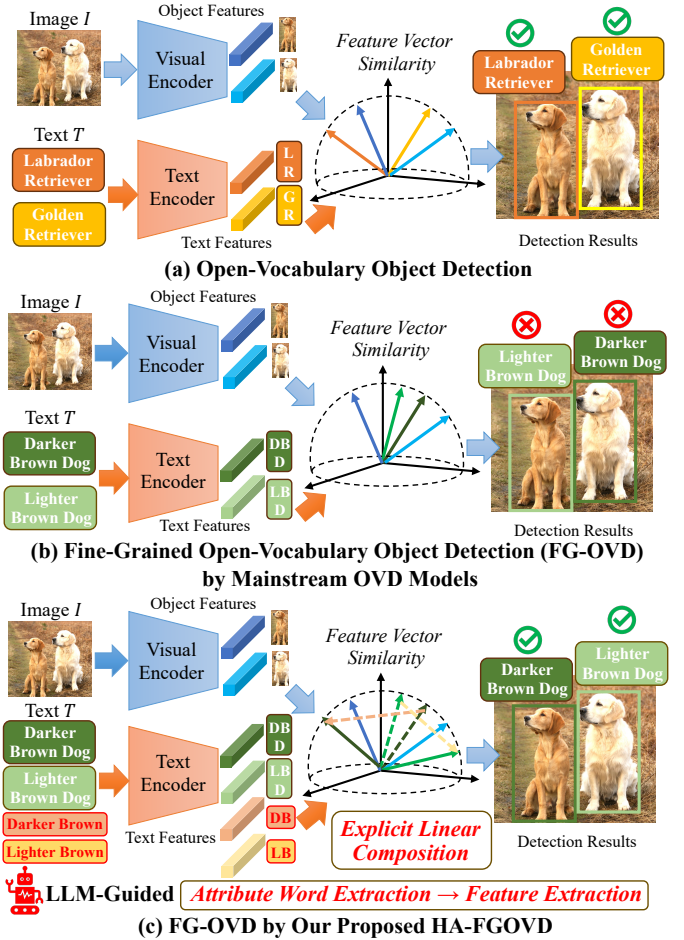 Image I
Object Features
Visual
Encoder
Feature Vector
Similarity
Labrador
Retriever
Golden
Retriever
Text T
Labrador
Retriever
Golden
Retriever
Text
Encoder
L
R
G
R
Text Features
Detection Results
(a) Open-Vocabulary Object Detection
Image I
Object Features
Visual
Encoder
Feature Vector
Similarity
Lighter
Brown Dog
Darker
Brown Dog
Text T
Darker
Brown Dog
Lighter
Brown Dog
Text
Encoder
DB
D
LB
D
Text Features
Detection Results
(b) Fine-Grained Open-Vocabulary Object Detection (FG-OVD)
by Mainstream OVD Models
Image I
Object Features
Visual
Encoder
Feature Vector
Similarity
Darker
Brown Dog
Lighter
Brown Dog
Text T
Darker
Brown Dog
Lighter
Brown Dog
Darker Brown
Lighter Brown
Text
Encoder
DB
D
LB
D
DB
LB
Text Features
Explicit Linear
Composition
Detection Results
LLM-Guided Attribute Word Extraction → Feature Extraction
(c) FG-OVD by Our Proposed HA-FGOVD